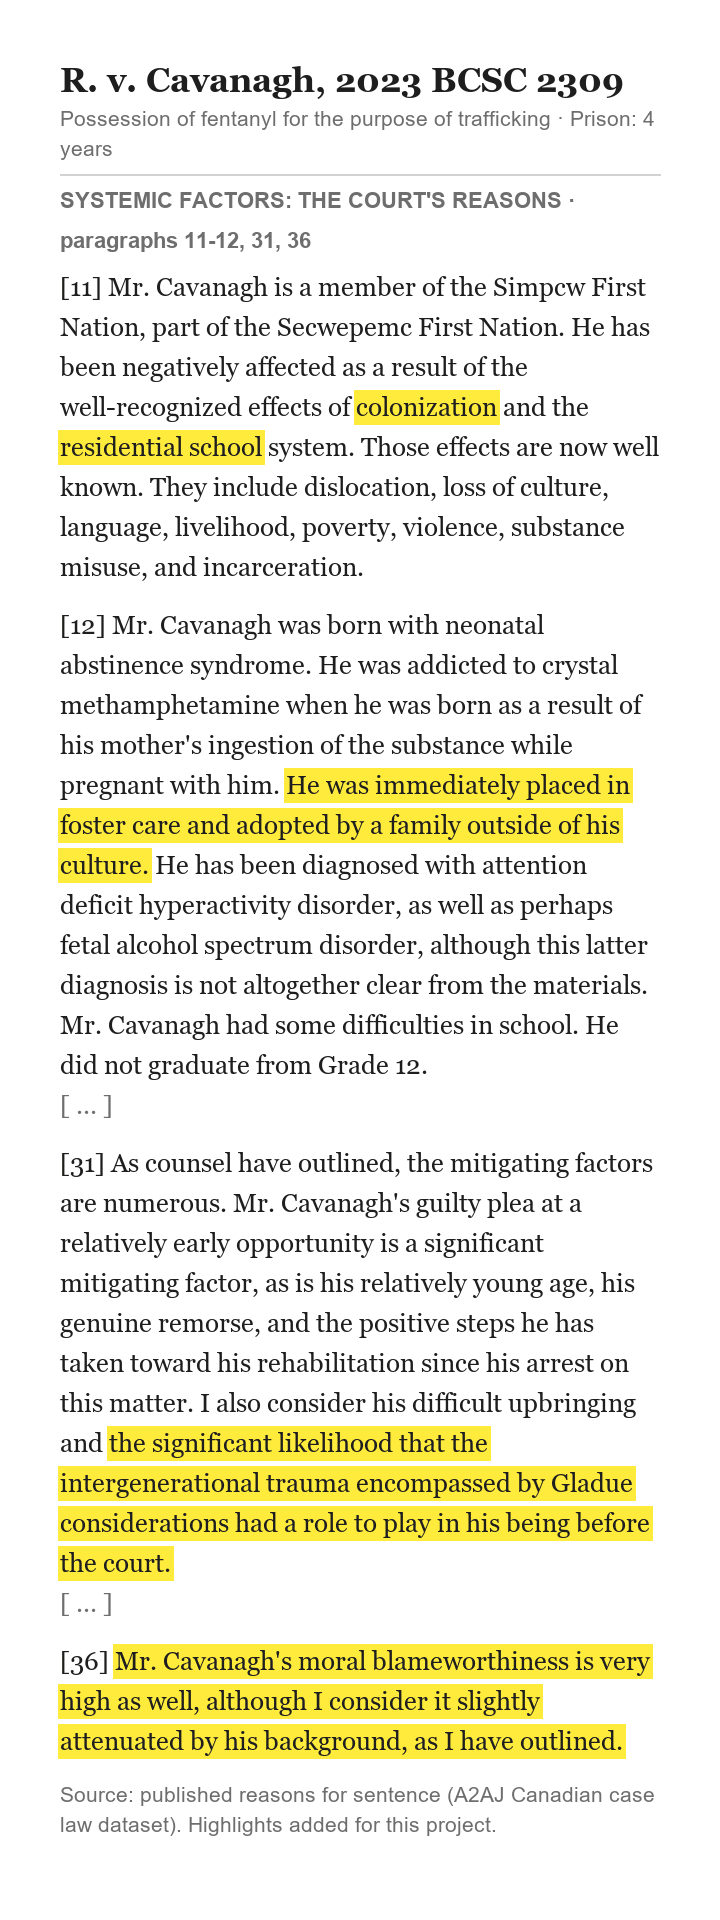 R. v. Cavanagh, 2023 BCSC 2309
Possession of fentanyl for the purpose of trafficking · Prison: 4
years
SYSTEMIC FACTORS: THE COURT'S REASONS ·
paragraphs 11-12, 31, 36
[11] Mr. Cavanagh is a member of the Simpcw First
Nation, part of the Secwepemc First Nation. He has
been negatively affected as a result of the
well-recognized effects of colonization and the
residential school system. Those effects are now well
known. They include dislocation, loss of culture,
language, livelihood, poverty, violence, substance
misuse, and incarceration.
[12] Mr. Cavanagh was born with neonatal
abstinence syndrome. He was addicted to crystal
methamphetamine when he was born as a result of
his mother's ingestion of the substance while
pregnant with him. He was immediately placed in
foster care and adopted by a family outside of his
culture. He has been diagnosed with attention
deficit hyperactivity disorder, as well as perhaps
fetal alcohol spectrum disorder, although this latter
diagnosis is not altogether clear from the materials.
Mr. Cavanagh had some difficulties in school. He
did not graduate from Grade 12.
[ ... ]
[31] As counsel have outlined, the mitigating factors
are numerous. Mr. Cavanagh's guilty plea at a
relatively early opportunity is a significant
mitigating factor, as is his relatively young age, his
genuine remorse, and the positive steps he has
taken toward his rehabilitation since his arrest on
this matter. I also consider his difficult upbringing
and the significant likelihood that the
intergenerational trauma encompassed by Gladue
considerations had a role to play in his being before
the court.
[ ... ]
[36] Mr. Cavanagh's moral blameworthiness is very
high as well, although I consider it slightly
attenuated by his background, as I have outlined.
Source: published reasons for sentence (A2AJ Canadian case
law dataset). Highlights added for this project.